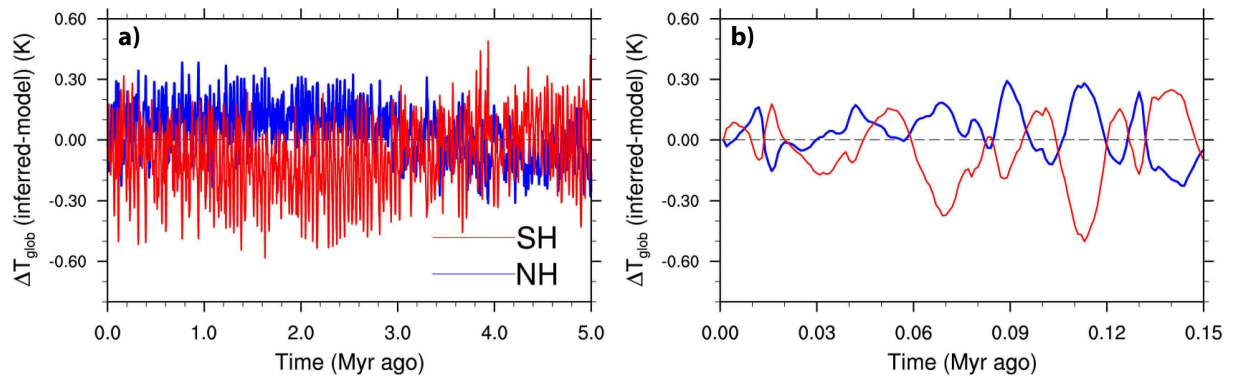 a)
ΔT_glob (inferred-model) (K)
0.60
0.30
0.00
-0.30
-0.60
SH
NH
0.0 1.0 2.0 3.0 4.0 5.0
Time (Myr ago)
b)
ΔT_glob (inferred-model) (K)
0.60
0.30
0.00
-0.30
-0.60
0.00 0.03 0.06 0.09 0.12 0.15
Time (Myr ago)